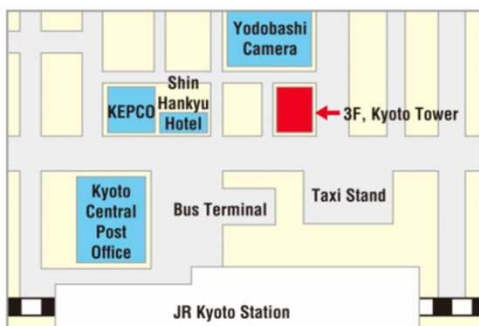 Yodobashi
Camera
Shin
Hankyu
Hotel
KEPCO
3F, Kyoto Tower
Kyoto
Central
Post
Office
Bus Terminal
Taxi Stand
JR Kyoto Station